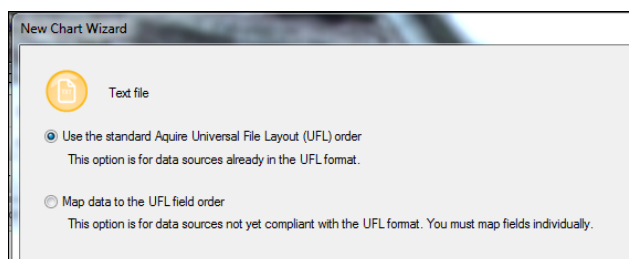 New Chart Wizard
Text file
Use the standard Aquire Universal File Layout (UFL) order
This option is for data sources already in the UFL format.
Map data to the UFL field order
This option is for data sources not yet compliant with the UFL format. You must map fields individually.